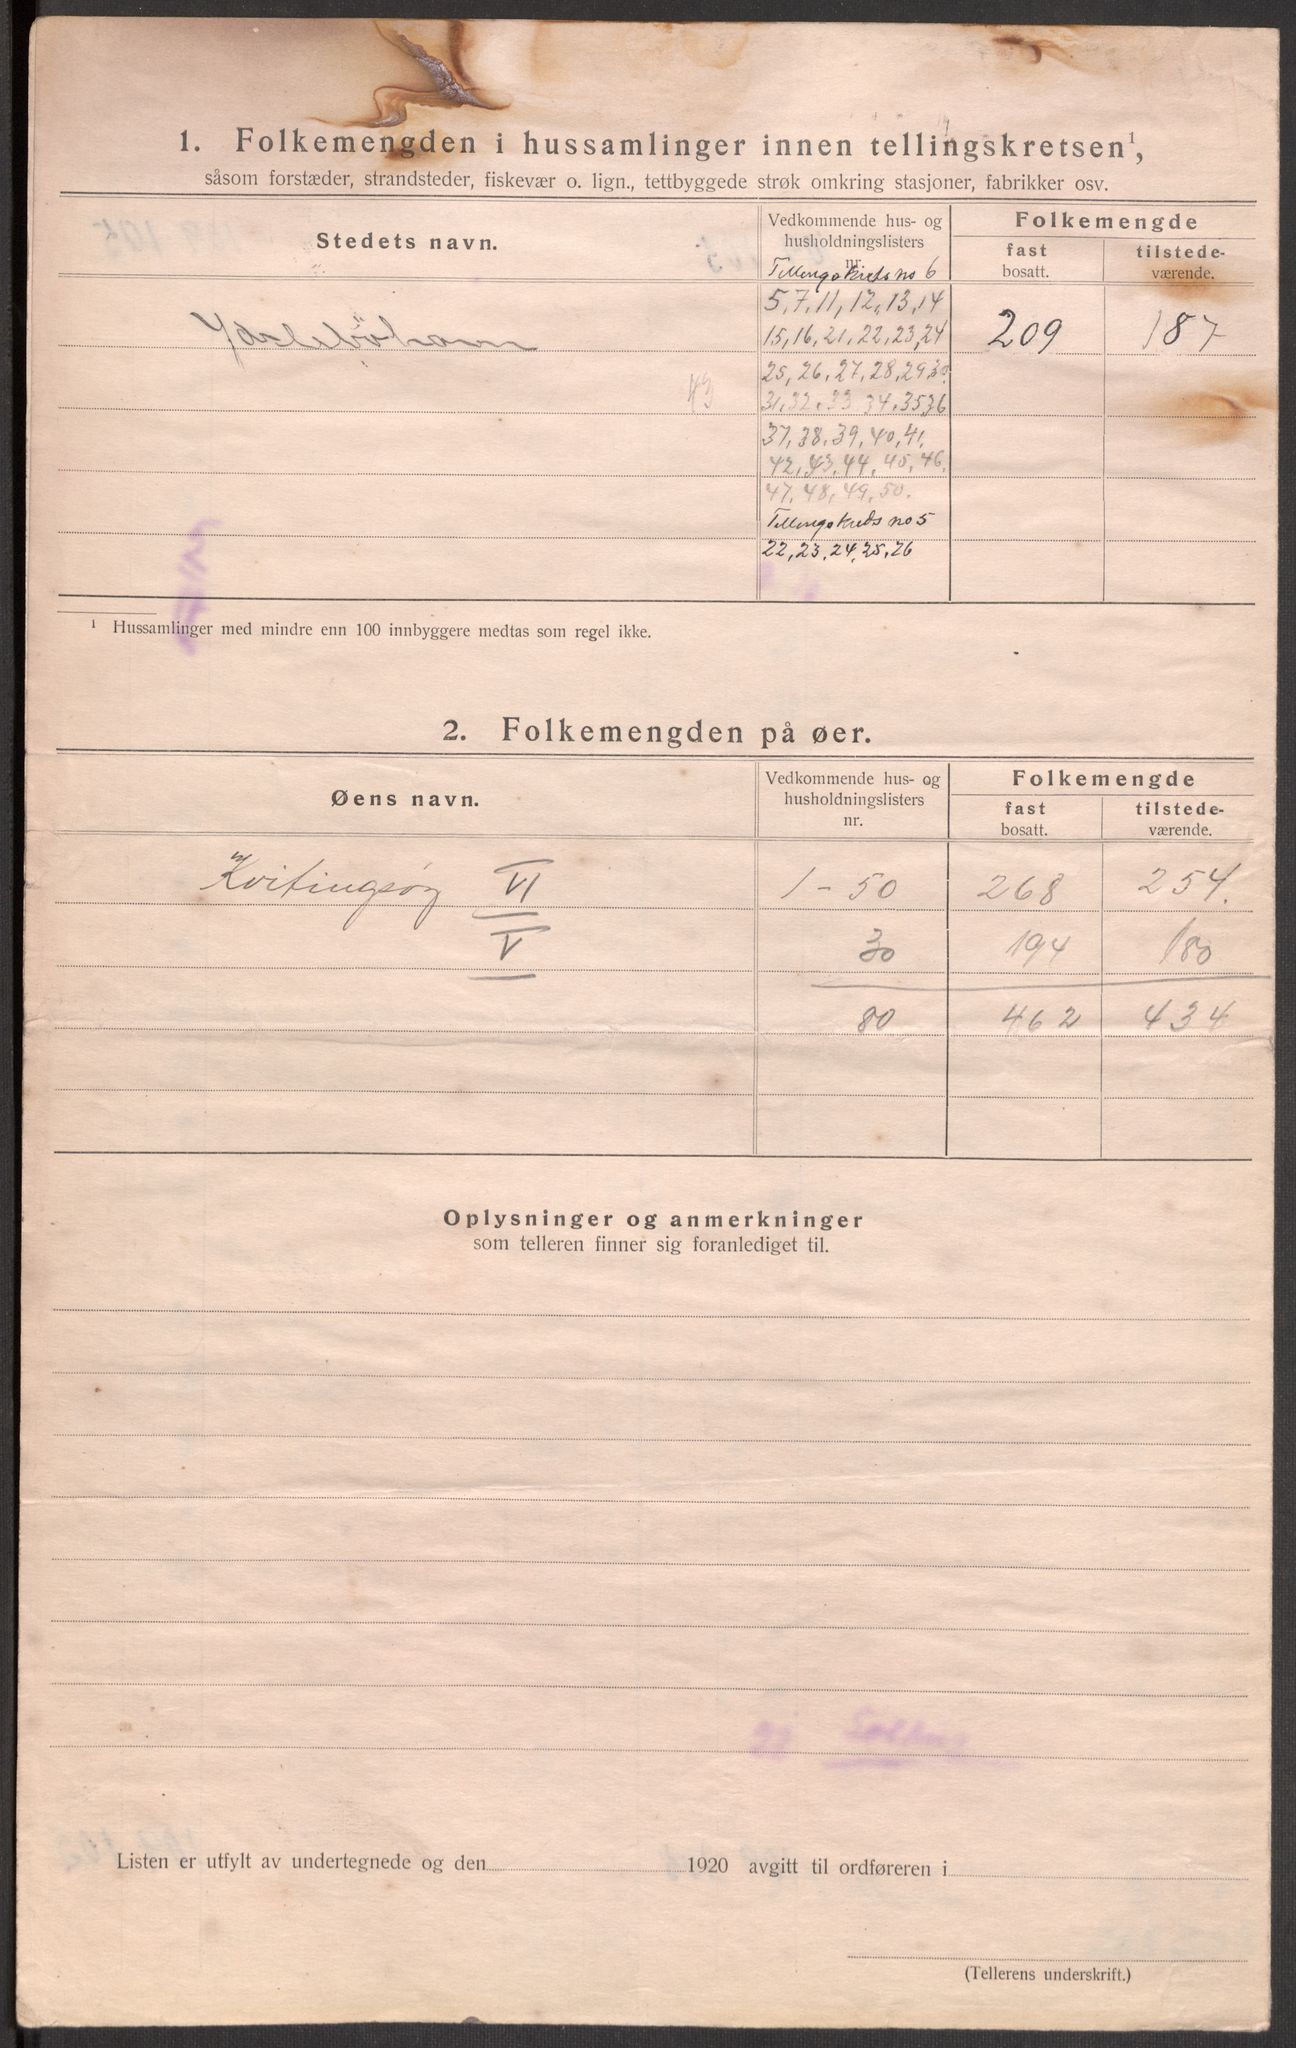 1. Folkemengden i hussamlinger innen tellingskretsen¹,
såsom forstæder, strandsteder, fiskevær o. lign., tettbyggede strøk omkring stasjoner, fabrikker osv.
Stedets navn.
Vedkommende hus- og husholdningslisters nr.
Folkemengde
fast bosatt.
tilstede-værende.
Tellingskreds no 6
Ydslebøhavn
5, 7, 11, 12, 13, 14
15, 16, 21, 22, 23, 24
209
187
25, 26, 27, 28, 29, 30
43
31, 32, 33 34, 35 36
37, 38, 39, 40, 41,
42, 43, 44, 45, 46,
47, 48, 49, 50.
Tellingskreds no 5
22, 23, 24, 25, 26
¹ Hussamlinger med mindre enn 100 innbyggere medtas som regel ikke.
2. Folkemengden på øer.
Øens navn.
Vedkommende hus- og husholdningslisters nr.
Folkemengde
fast bosatt.
tilstede-værende.
Kvitingsøy VI 1 - 50 268 254.
V 30 194 180
80 462 434
Oplysninger og anmerkninger
som telleren finner sig foranlediget til.
Listen er utfylt av undertegnede og den 1920 avgitt til ordføreren i
(Tellerens underskrift.)